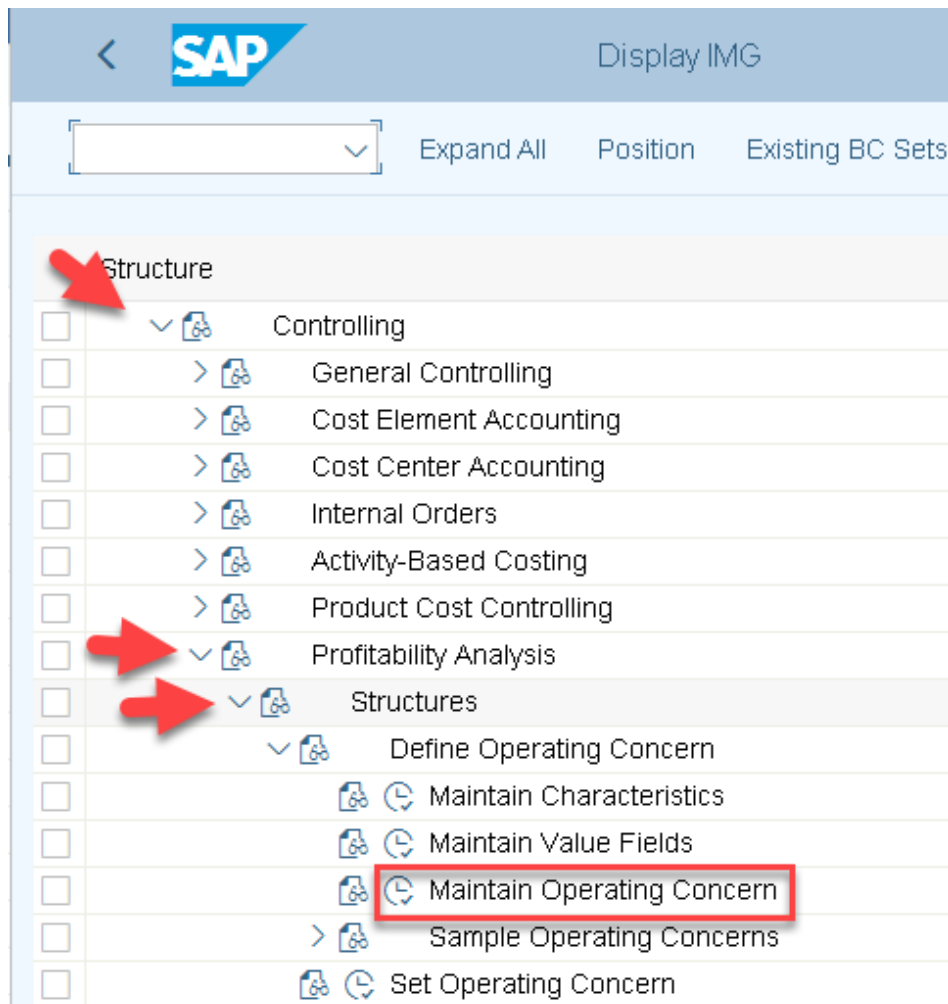 SAP Display IMG
Expand All Position Existing BC Sets
Structure
Controlling
General Controlling
Cost Element Accounting
Cost Center Accounting
Internal Orders
Activity-Based Costing
Product Cost Controlling
Profitability Analysis
Structures
Define Operating Concern
Maintain Characteristics
Maintain Value Fields
Maintain Operating Concern
Sample Operating Concerns
Set Operating Concern